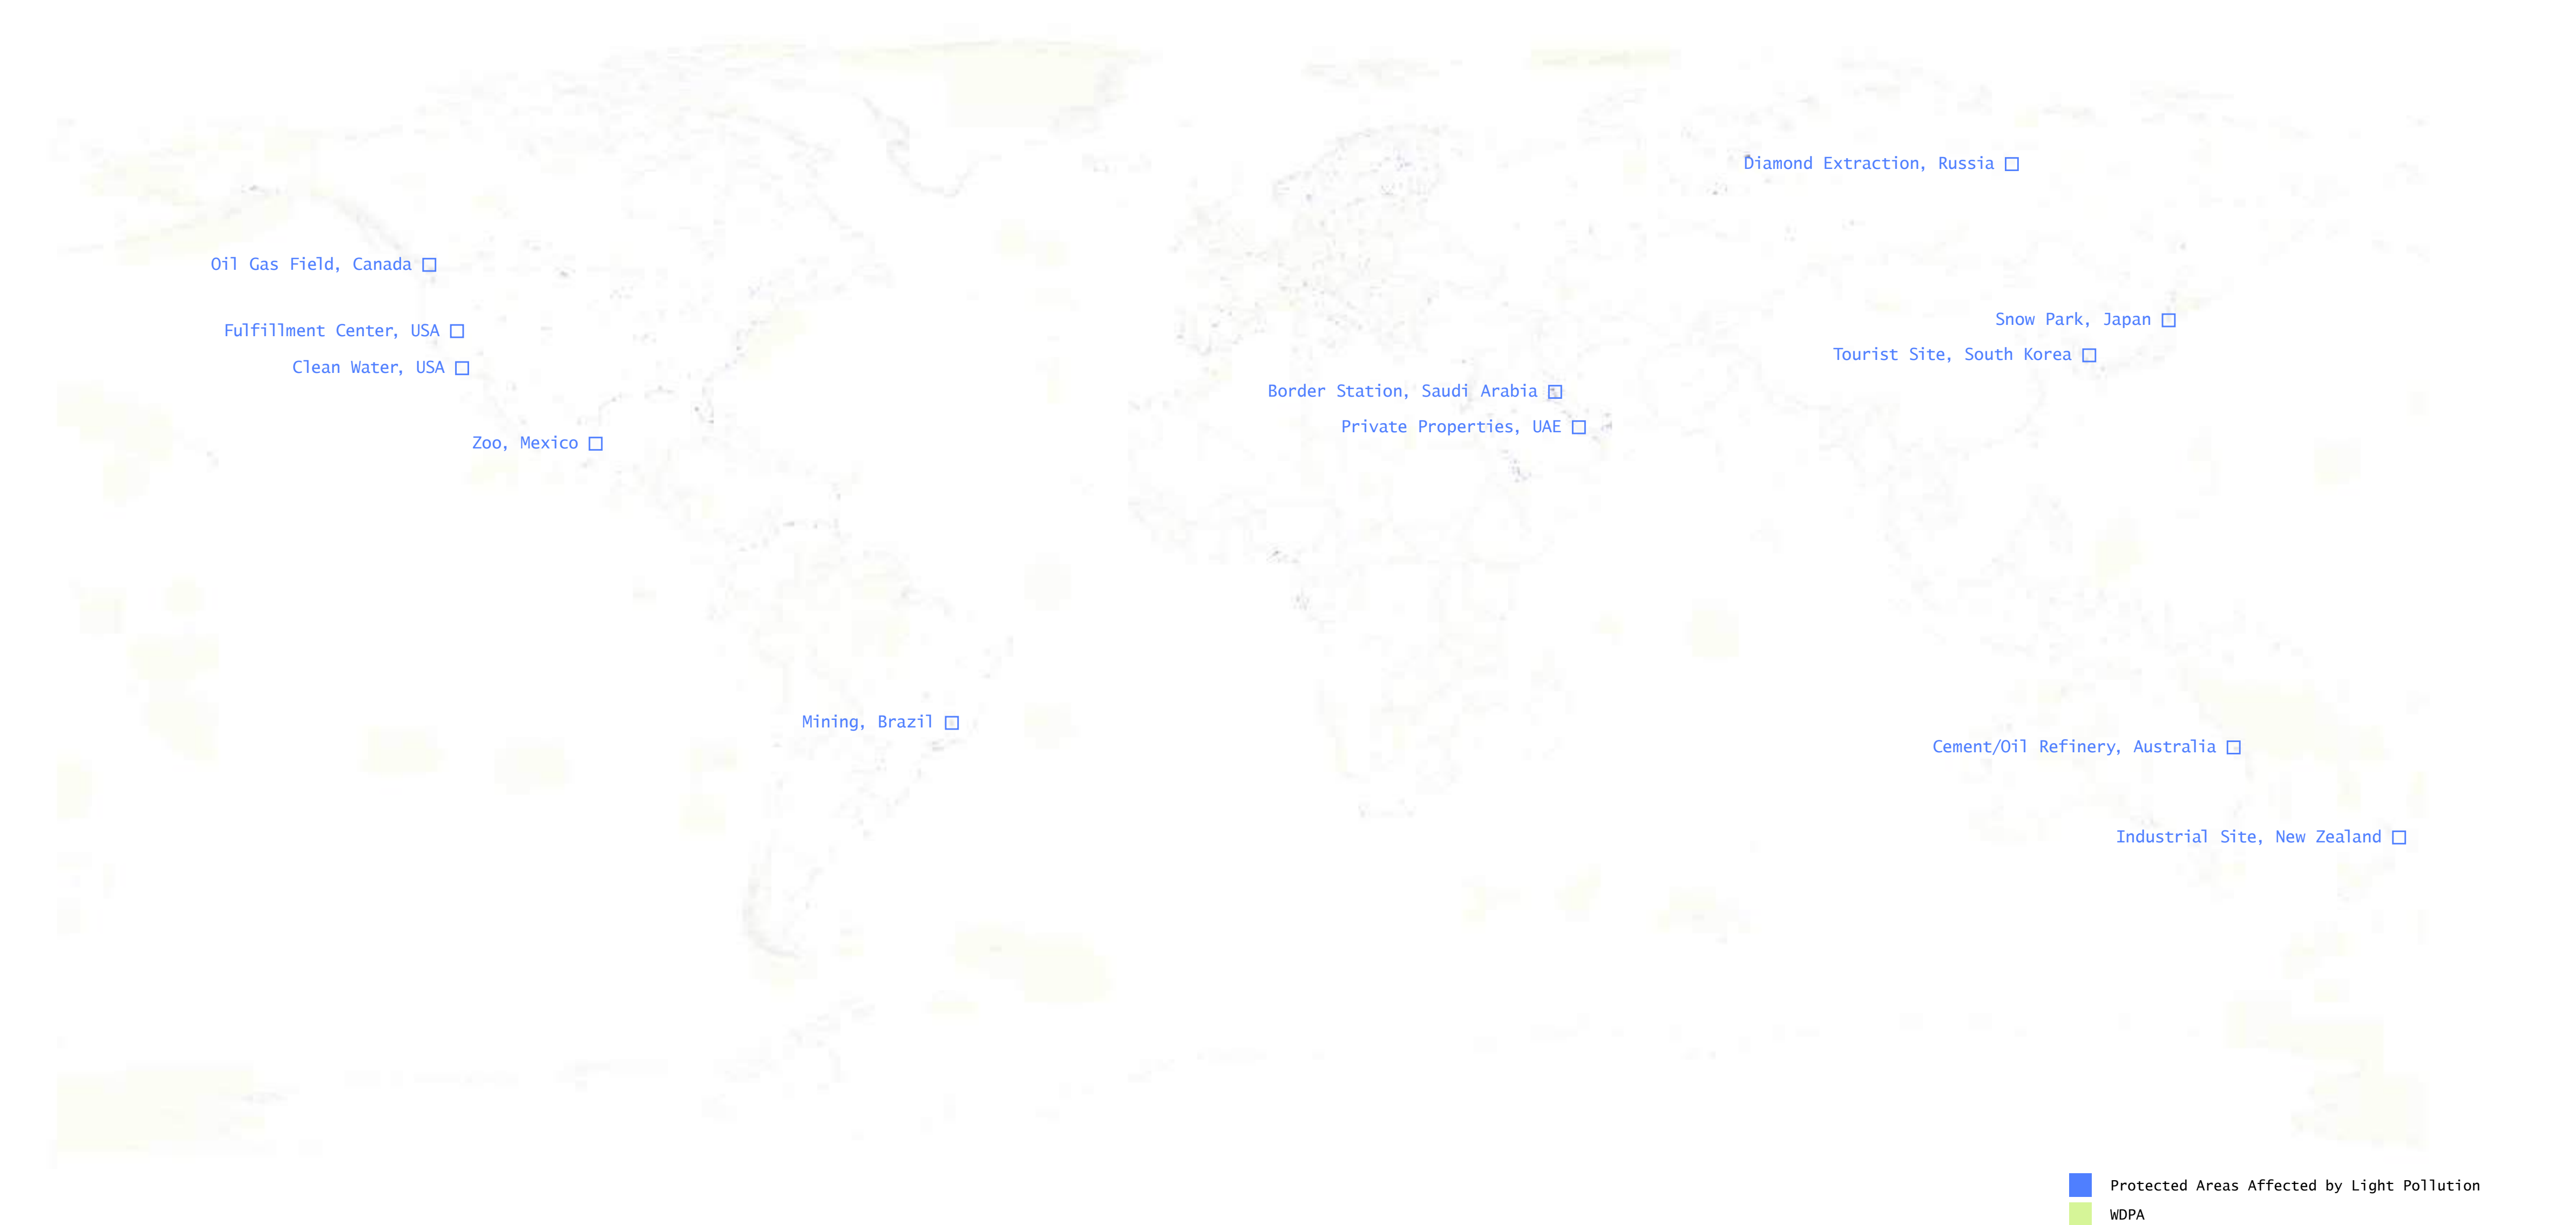 Diamond Extraction, Russia
Oil Gas Field, Canada
Snow Park, Japan
Fulfillment Center, USA
Tourist Site, South Korea
Clean Water, USA
Border Station, Saudi Arabia
Private Properties, UAE
Zoo, Mexico
Mining, Brazil
Cement/Oil Refinery, Australia
Industrial Site, New Zealand
Protected Areas Affected by Light Pollution
WDPA